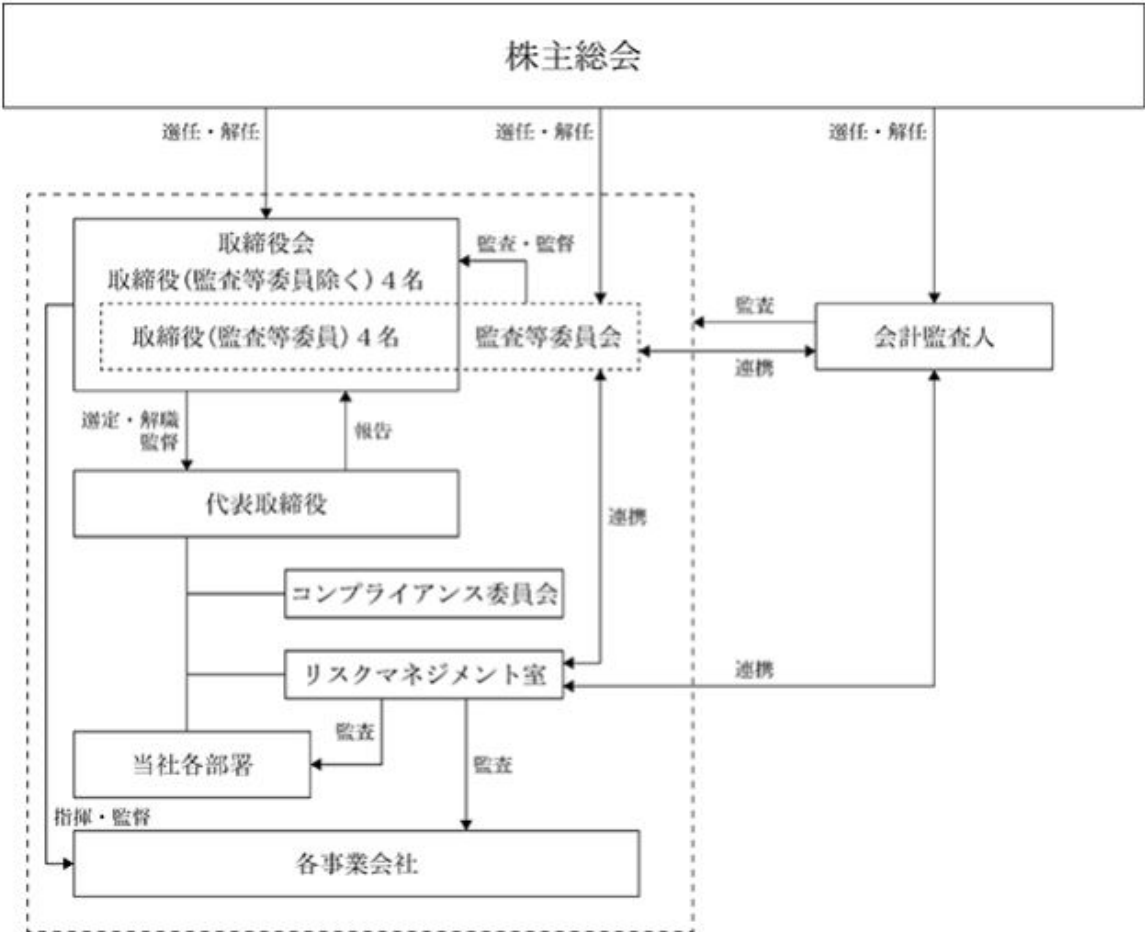 株主総会
選任・解任
選任・解任
選任・解任
取締役会
取締役(監査等委員除く)4名
監査・監督
取締役(監査等委員)4名
監査等委員会
監査
会計監査人
連携
選定・解職
監督
報告
代表取締役
連携
コンプライアンス委員会
リスクマネジメント室
連携
監査
当社各部署
監査
指揮・監督
各事業会社